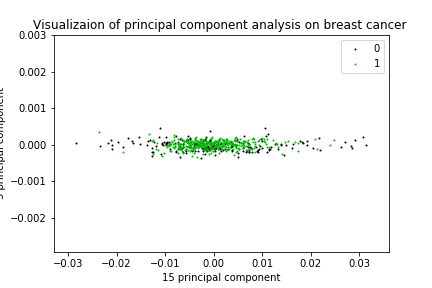 Visualizaion of principal component analysis on breast cancer
0.003
0.002
0.001
0.000
−0.001
−0.002
0
1
principal component
−0.03 −0.02 −0.01 0.00 0.01 0.02 0.03
15 principal component